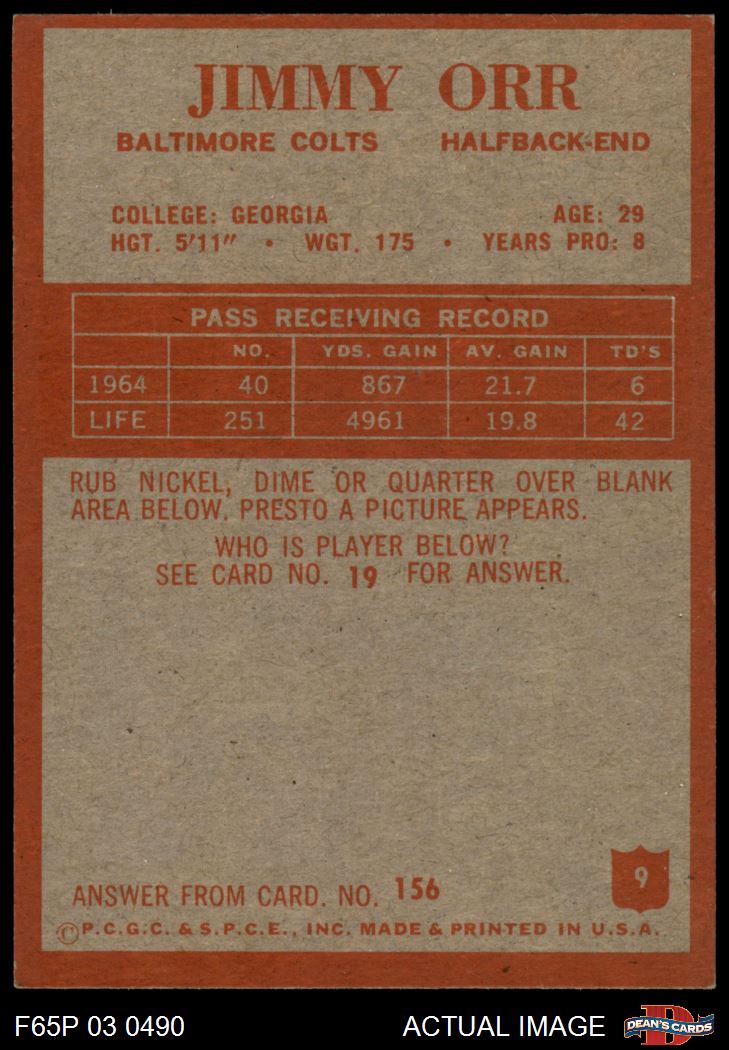 JIMMY ORR
BALTIMORE COLTS HALFBACK-END
COLLEGE: GEORGIA AGE: 29
HGT. 5'11" • WGT. 175 • YEARS PRO: 8
PASS RECEIVING RECORD
NO. YDS. GAIN AV. GAIN TD'S
1964 40 867 21.7 6
LIFE 251 4961 19.8 42
RUB NICKEL, DIME OR QUARTER OVER BLANK
AREA BELOW. PRESTO A PICTURE APPEARS.
WHO IS PLAYER BELOW?
SEE CARD NO. 19 FOR ANSWER.
9
ANSWER FROM CARD. NO. 156
©P.C.G.C. & S.P.C.E., INC. MADE & PRINTED IN U.S.A.
F65P 03 0490 ACTUAL IMAGE D DEAN'S CARDS